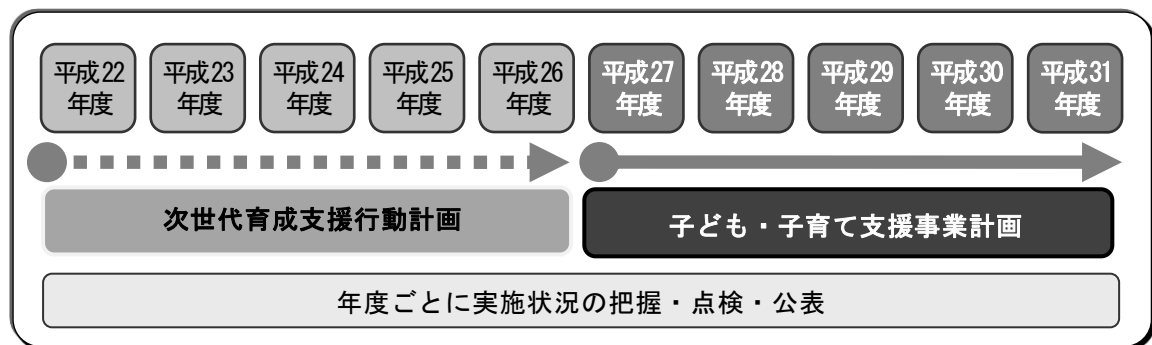 平成22
年度
平成23
年度
平成24
年度
平成25
年度
平成26
年度
平成27
年度
平成28
年度
平成29
年度
平成30
年度
平成31
年度
次世代育成支援行動計画
子ども・子育て支援事業計画
年度ごとに実施状況の把握・点検・公表